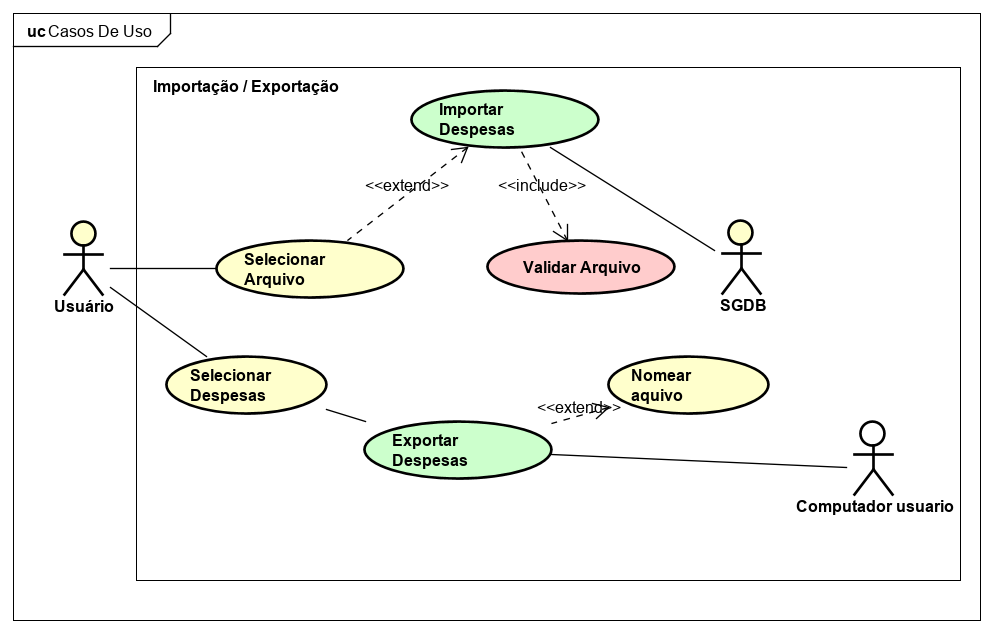 uc Casos De Uso
Importação / Exportação
Importar
Despesas
<<extend>>
<<include>>
Selecionar
Arquivo
Validar Arquivo
Usuário
SGDB
Selecionar
Despesas
Nomear
aquivo
<<extend>>
Exportar
Despesas
Computador usuario